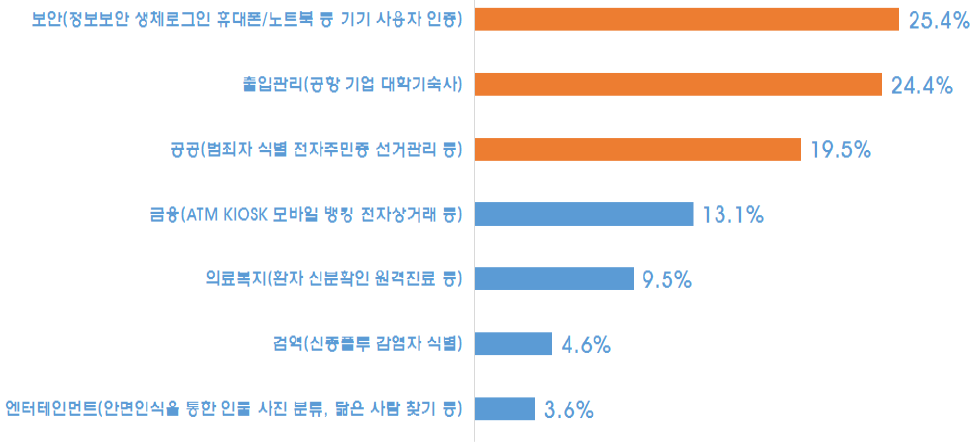 보안(정보보안 생체로그인 휴대폰/노트북 등 기기 사용자 인증) 25.4%
출입관리(공항 기업 대학기숙사) 24.4%
공공(범죄자 식별 전자주민증 선거관리 등) 19.5%
금융(ATM KIOSK 모바일 뱅킹 전자상거래 등) 13.1%
의료복지(환자 신분확인 원격진료 등) 9.5%
검역(신종플루 감염자 식별) 4.6%
엔터테인먼트(안면인식을 통한 인물 사진 분류, 닮은 사람 찾기 등) 3.6%